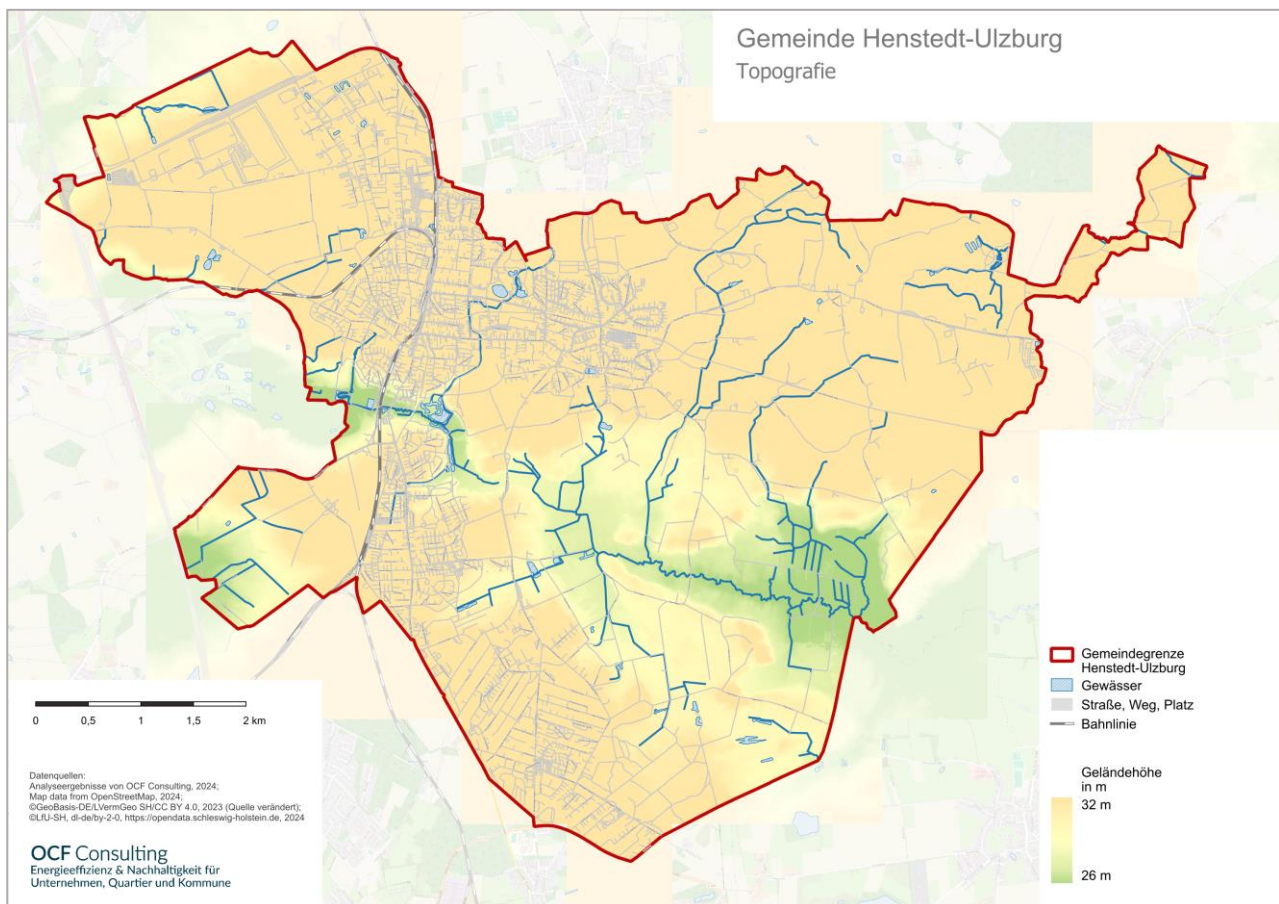 Gemeinde Henstedt-Ulzburg
Topografie
Gemeindegrenze
Henstedt-Ulzburg
Gewässer
Straße, Weg, Platz
Bahnlinie
Geländehöhe
in m
32 m
26 m
0 0,5 1 1,5 2 km
Datenquellen:
Analyseergebnisse von OCF Consulting, 2024;
Map data from OpenStreetMap, 2024;
©GeoBasis-DE/LVermGeo SH/CC BY 4.0, 2023 (Quelle verändert);
©LfU-SH, dl-de/by-2-0, https://opendata.schleswig-holstein.de, 2024
OCF Consulting
Energieeffizienz & Nachhaltigkeit für
Unternehmen, Quartier und Kommune